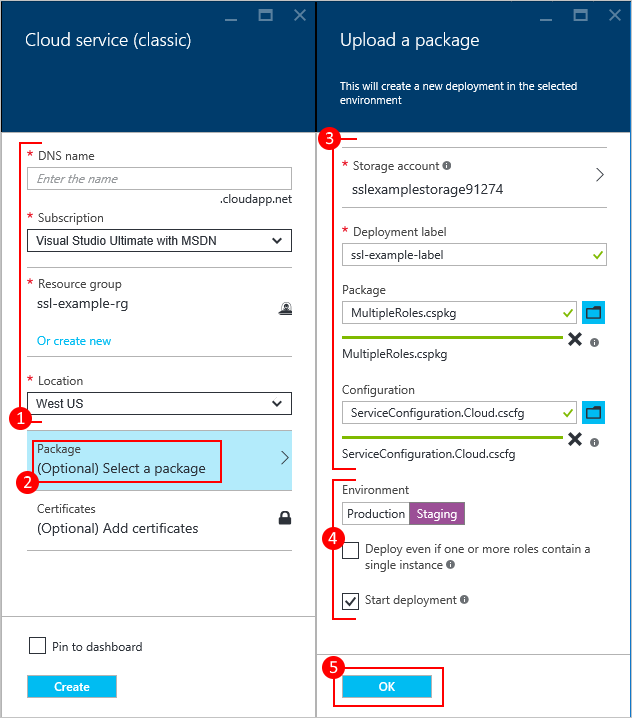 Cloud service (classic)
1
* DNS name
Enter the name
.cloudapp.net
* Subscription
Visual Studio Ultimate with MSDN
* Resource group
ssl-example-rg
Or create new
* Location
West US
2
Package
(Optional) Select a package
Certificates
(Optional) Add certificates
Pin to dashboard
Create
Upload a package
This will create a new deployment in the selected
environment
3
* Storage account
sslexamplestorage91274
* Deployment label
ssl-example-label
Package
MultipleRoles.cspkg
MultipleRoles.cspkg
Configuration
ServiceConfiguration.Cloud.cscfg
ServiceConfiguration.Cloud.cscfg
4
Environment
Production Staging
Deploy even if one or more roles contain a
single instance
Start deployment
5
OK